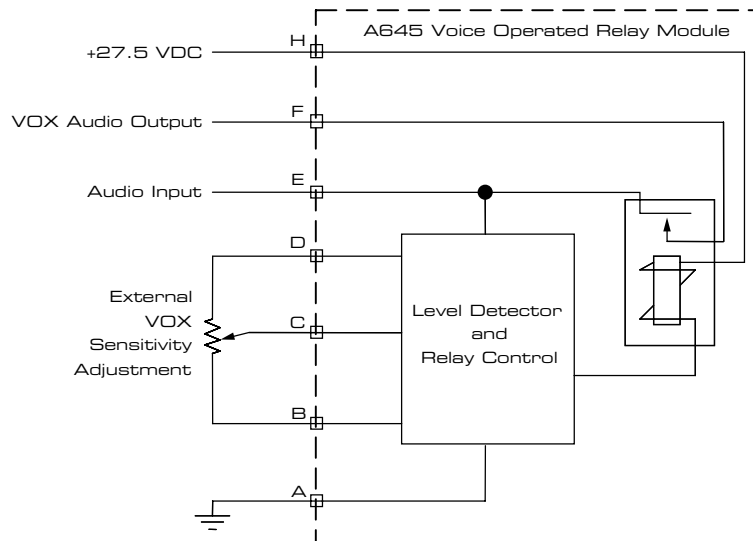 A645 Voice Operated Relay Module
H
+27.5 VDC
F
VOX Audio Output
E
Audio Input
D
External
VOX
Sensitivity
Adjustment
C
Level Detector
and
Relay Control
B
A